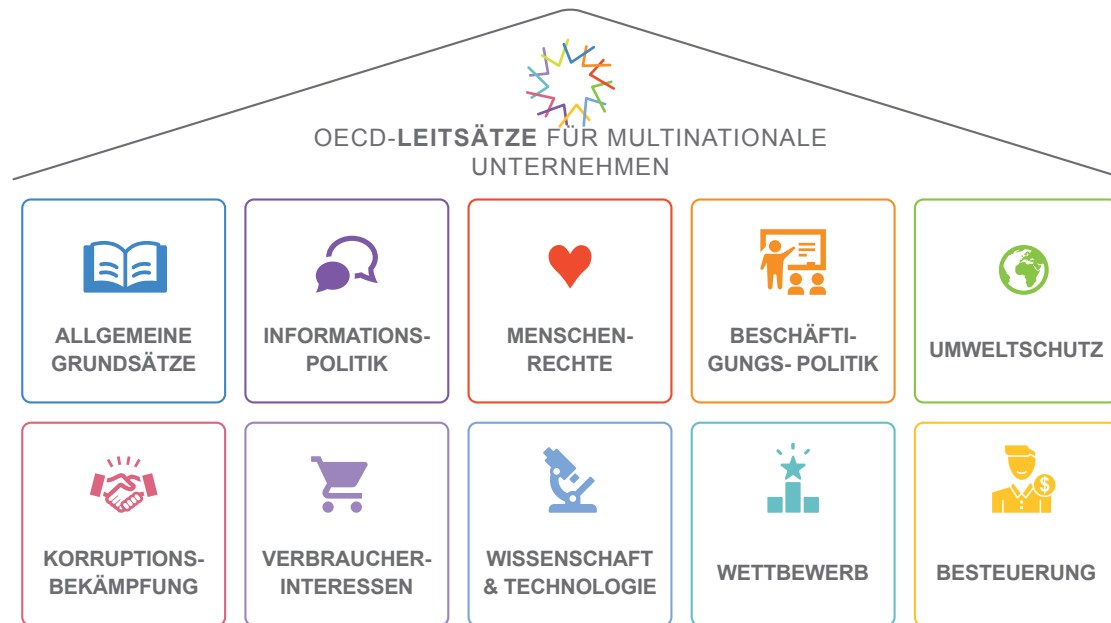 OECD-LEITSÄTZE FÜR MULTINATIONALE
UNTERNEHMEN
ALLGEMEINE
GRUNDSÄTZE
INFORMATIONS-
POLITIK
MENSCHEN-
RECHTE
BESCHÄFTI-
GUNGS- POLITIK
UMWELTSCHUTZ
KORRUPTIONS-
BEKÄMPFUNG
VERBRAUCHER-
INTERESSEN
WISSENSCHAFT
& TECHNOLOGIE
WETTBEWERB
$
BESTEUERUNG